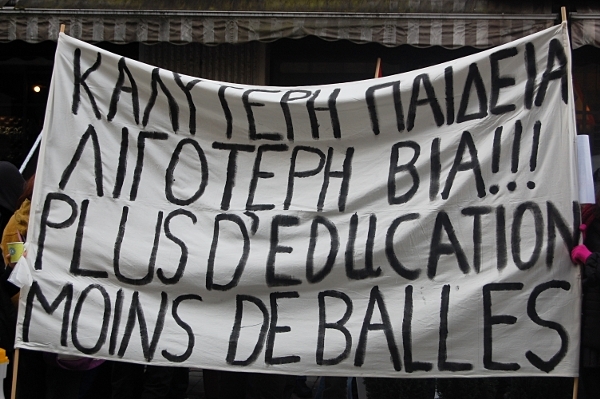 ΚΑΛΥΤΕΡΗ ΠΑΙΔΕΙΑ
ΛΙΓΟΤΕΡΗ ΒΙΑ!!!
PLUS D'EDUCATION
MOINS DE BALLES